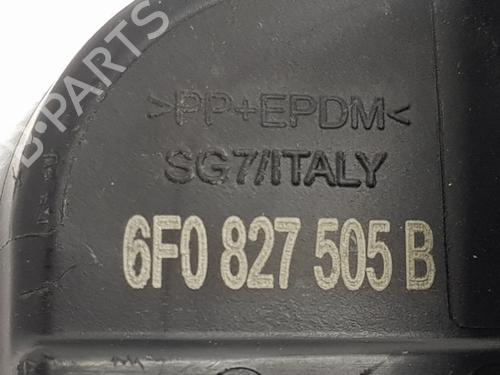 B-PARTS
>PP+EPDM<
SG7/ITALY
6F0 827 505 B